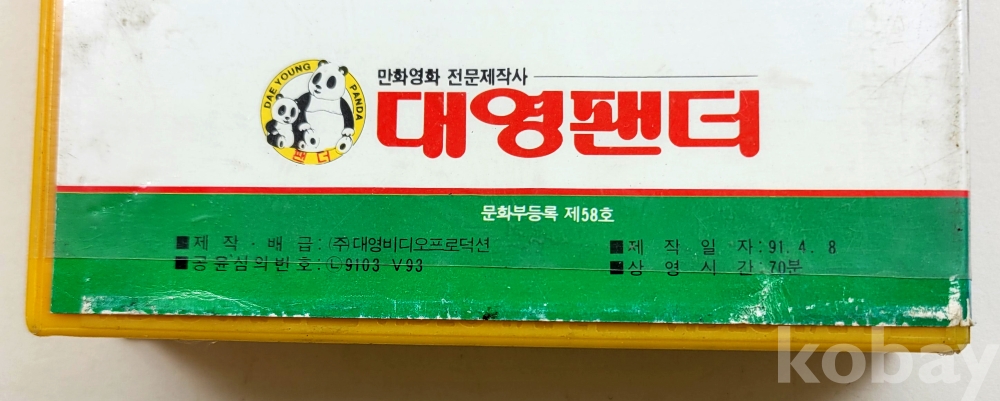 DAE YOUNG PANDA
팬더
만화영화 전문제작사
대영팬더
문화부등록 제58호
■제작·배급:(주)대영비디오프로덕션
■공윤심의번호:Ⓛ9103-V93
■제작일자:91.4.8
■상영시간:70분
kobay